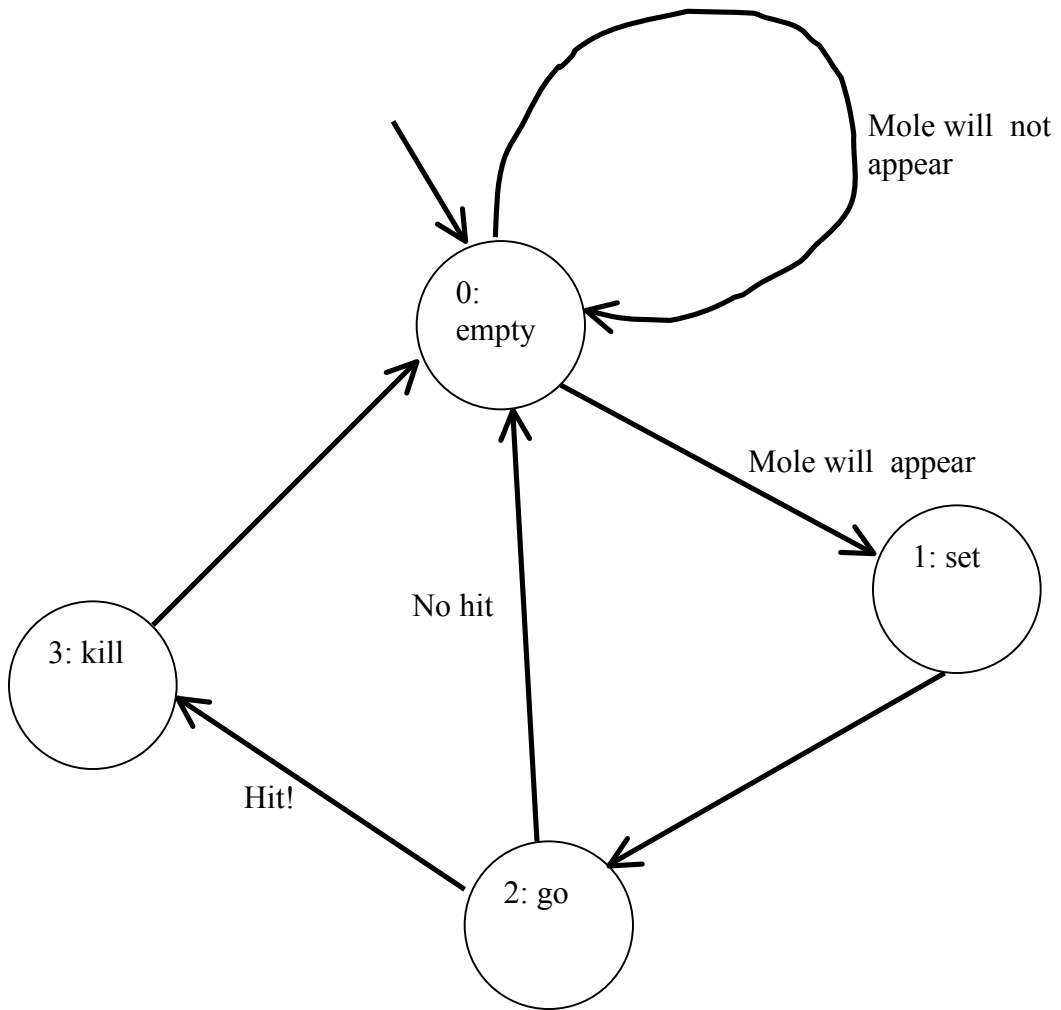 Mole will not
appear
0:
empty
Mole will appear
1: set
No hit
3: kill
Hit!
2: go